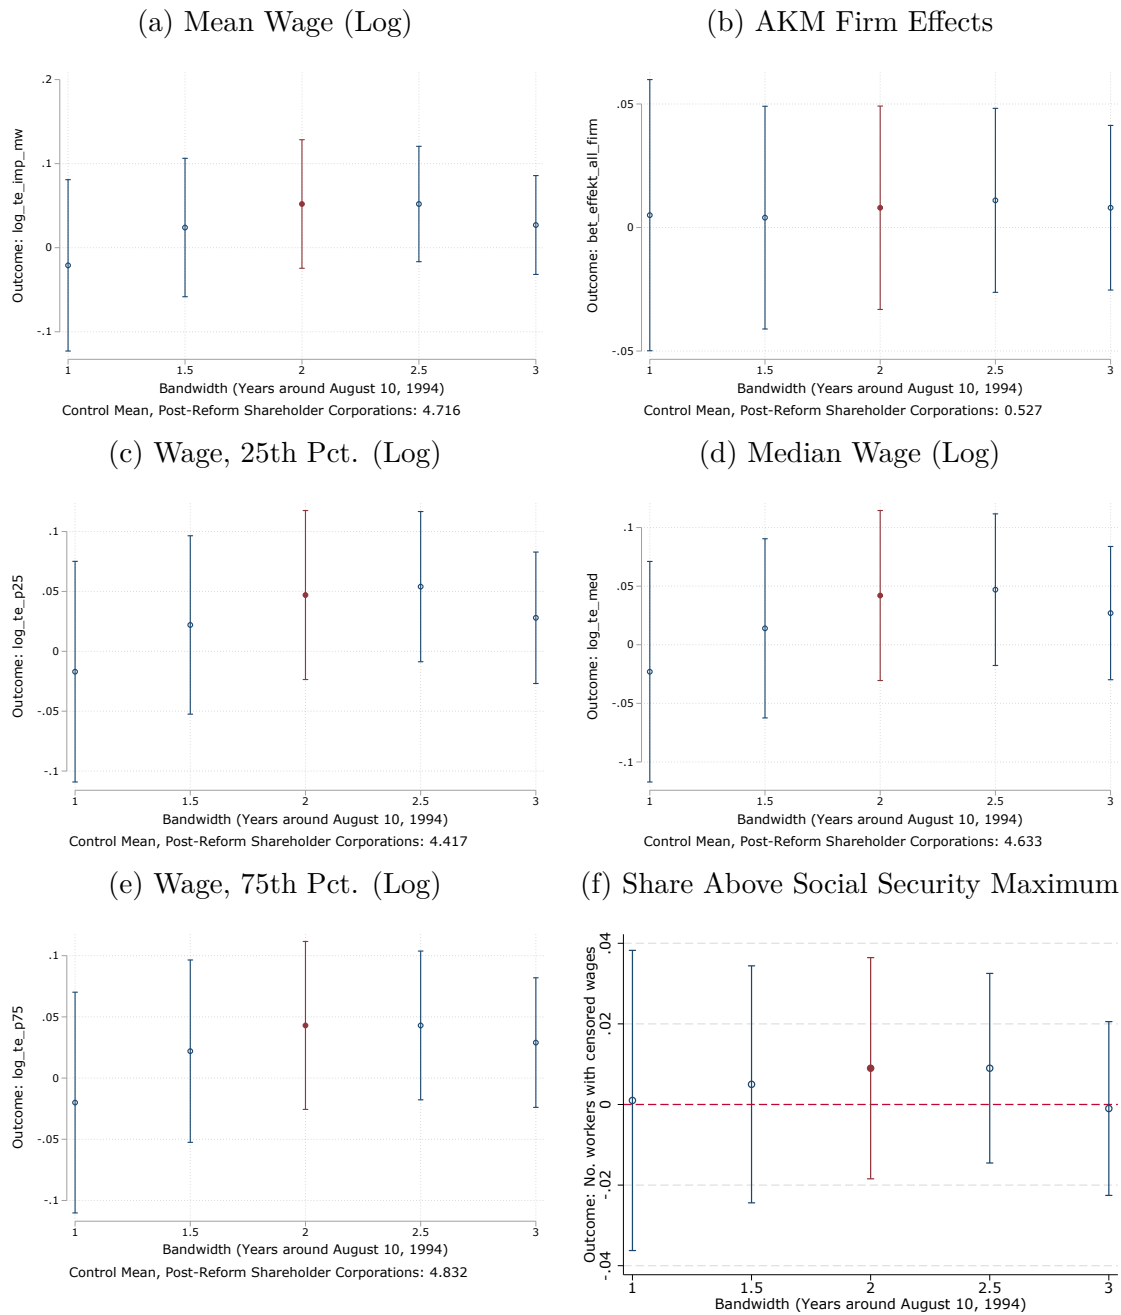 (a) Mean Wage (Log)
Outcome: log_te_imp_mw
.2
.1
0
-.1
1 1.5 2 2.5 3
Bandwidth (Years around August 10, 1994)
Control Mean, Post-Reform Shareholder Corporations: 4.716
(b) AKM Firm Effects
Outcome: bet_effekt_all_firm
.05
0
-.05
1 1.5 2 2.5 3
Bandwidth (Years around August 10, 1994)
Control Mean, Post-Reform Shareholder Corporations: 0.527
(c) Wage, 25th Pct. (Log)
Outcome: log_te_p25
.1
.05
0
-.05
-.1
1 1.5 2 2.5 3
Bandwidth (Years around August 10, 1994)
Control Mean, Post-Reform Shareholder Corporations: 4.417
(d) Median Wage (Log)
Outcome: log_te_med
.1
.05
0
-.05
-.1
1 1.5 2 2.5 3
Bandwidth (Years around August 10, 1994)
Control Mean, Post-Reform Shareholder Corporations: 4.633
(e) Wage, 75th Pct. (Log)
Outcome: log_te_p75
.1
.05
0
-.05
-.1
1 1.5 2 2.5 3
Bandwidth (Years around August 10, 1994)
Control Mean, Post-Reform Shareholder Corporations: 4.832
(f) Share Above Social Security Maximum
Outcome: No. workers with censored wages
.04
.02
0
-.02
-.04
1 1.5 2 2.5 3
Bandwidth (Years around August 10, 1994)